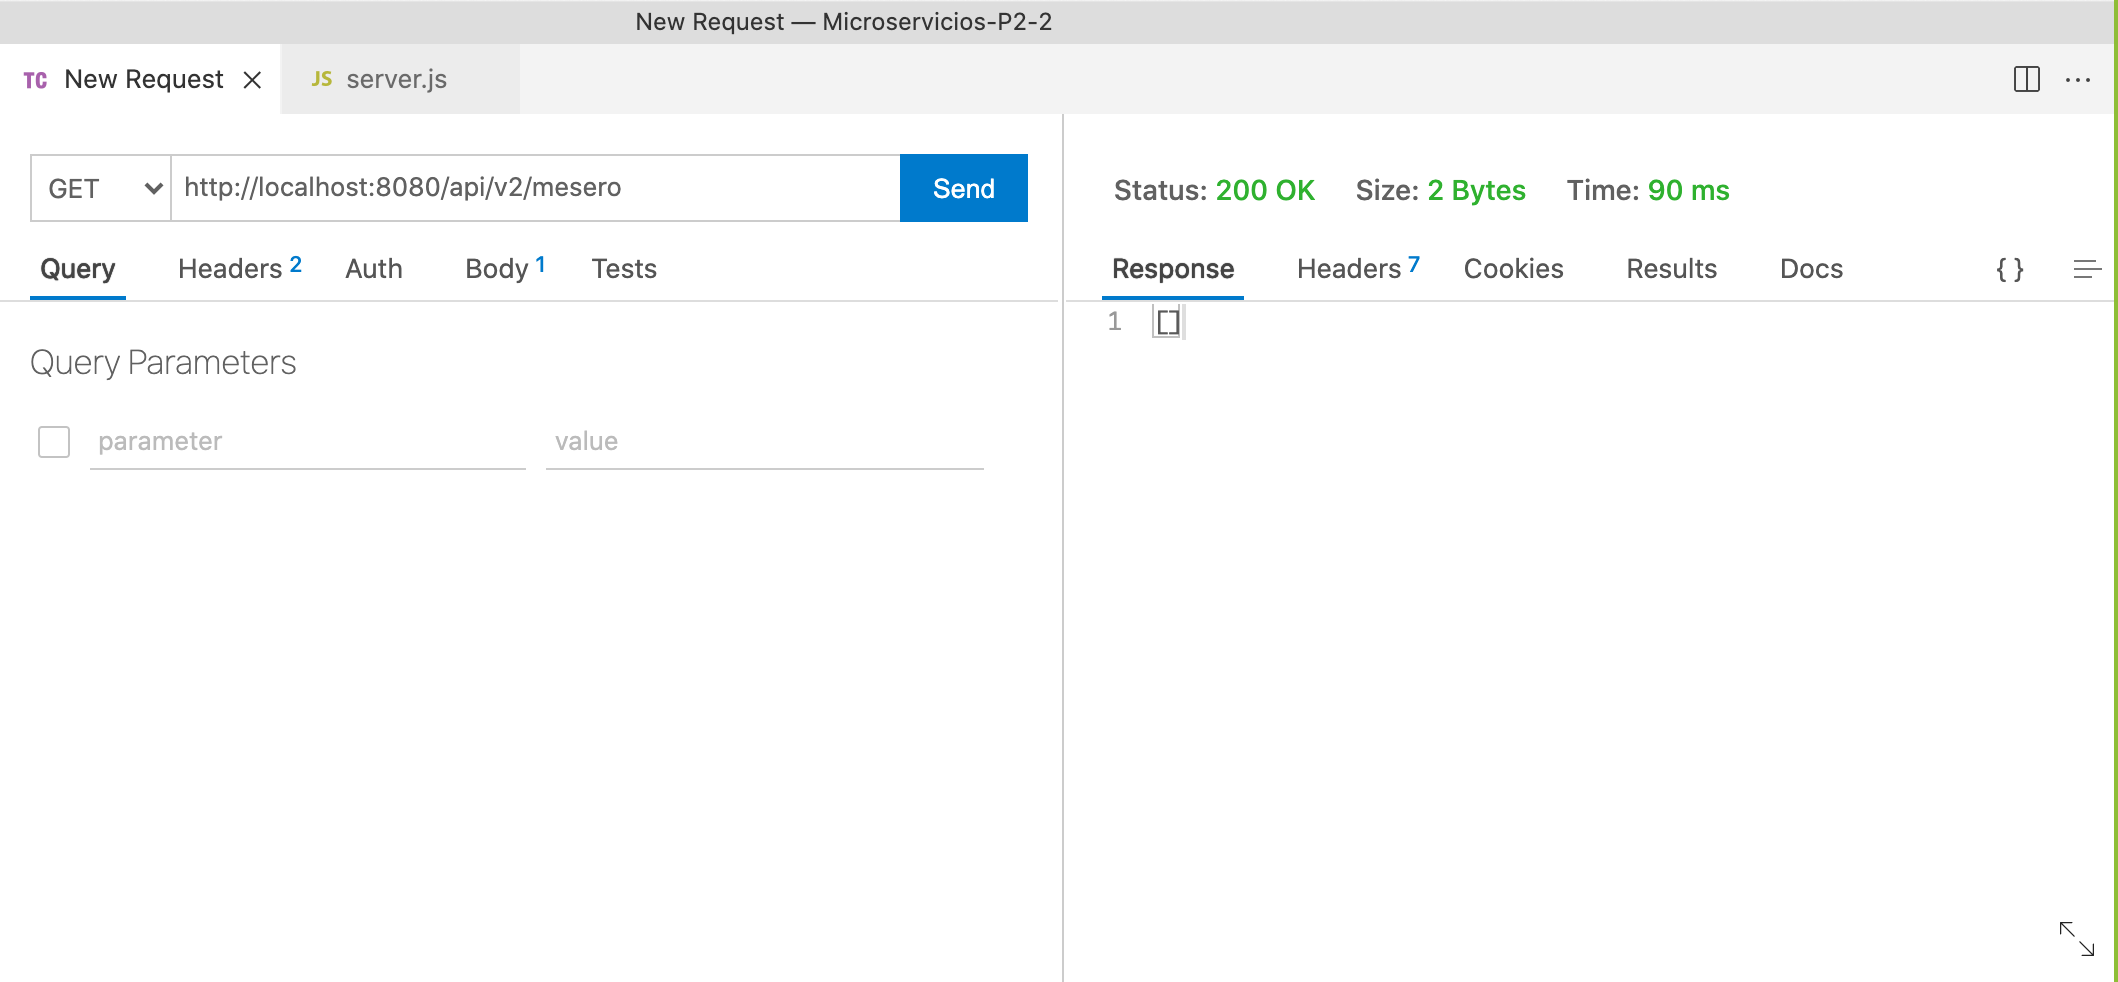 New Request — Microservicios-P2-2
TC New Request
JS server.js
GET http://localhost:8080/api/v2/mesero Send
Query Headers 2 Auth Body 1 Tests
Query Parameters
parameter value
Status: 200 OK Size: 2 Bytes Time: 90 ms
Response Headers 7 Cookies Results Docs { }
1 []